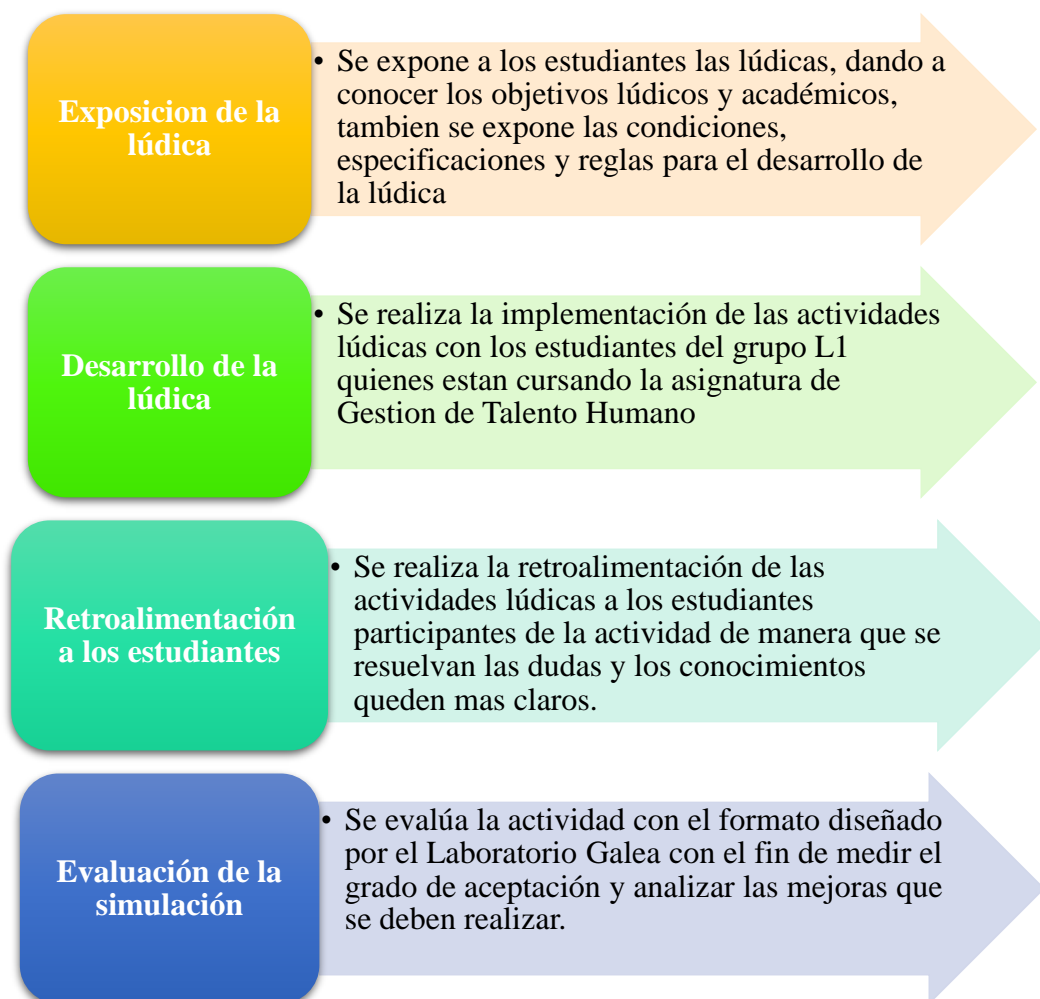 Exposicion de la
lúdica
• Se expone a los estudiantes las lúdicas, dando a
conocer los objetivos lúdicos y académicos,
tambien se expone las condiciones,
especificaciones y reglas para el desarrollo de
la lúdica
Desarrollo de la
lúdica
• Se realiza la implementación de las actividades
lúdicas con los estudiantes del grupo L1
quienes estan cursando la asignatura de
Gestion de Talento Humano
Retroalimentación
a los estudiantes
• Se realiza la retroalimentación de las
actividades lúdicas a los estudiantes
participantes de la actividad de manera que se
resuelvan las dudas y los conocimientos
queden mas claros.
Evaluación de la
simulación
• Se evalúa la actividad con el formato diseñado
por el Laboratorio Galea con el fin de medir el
grado de aceptación y analizar las mejoras que
se deben realizar.